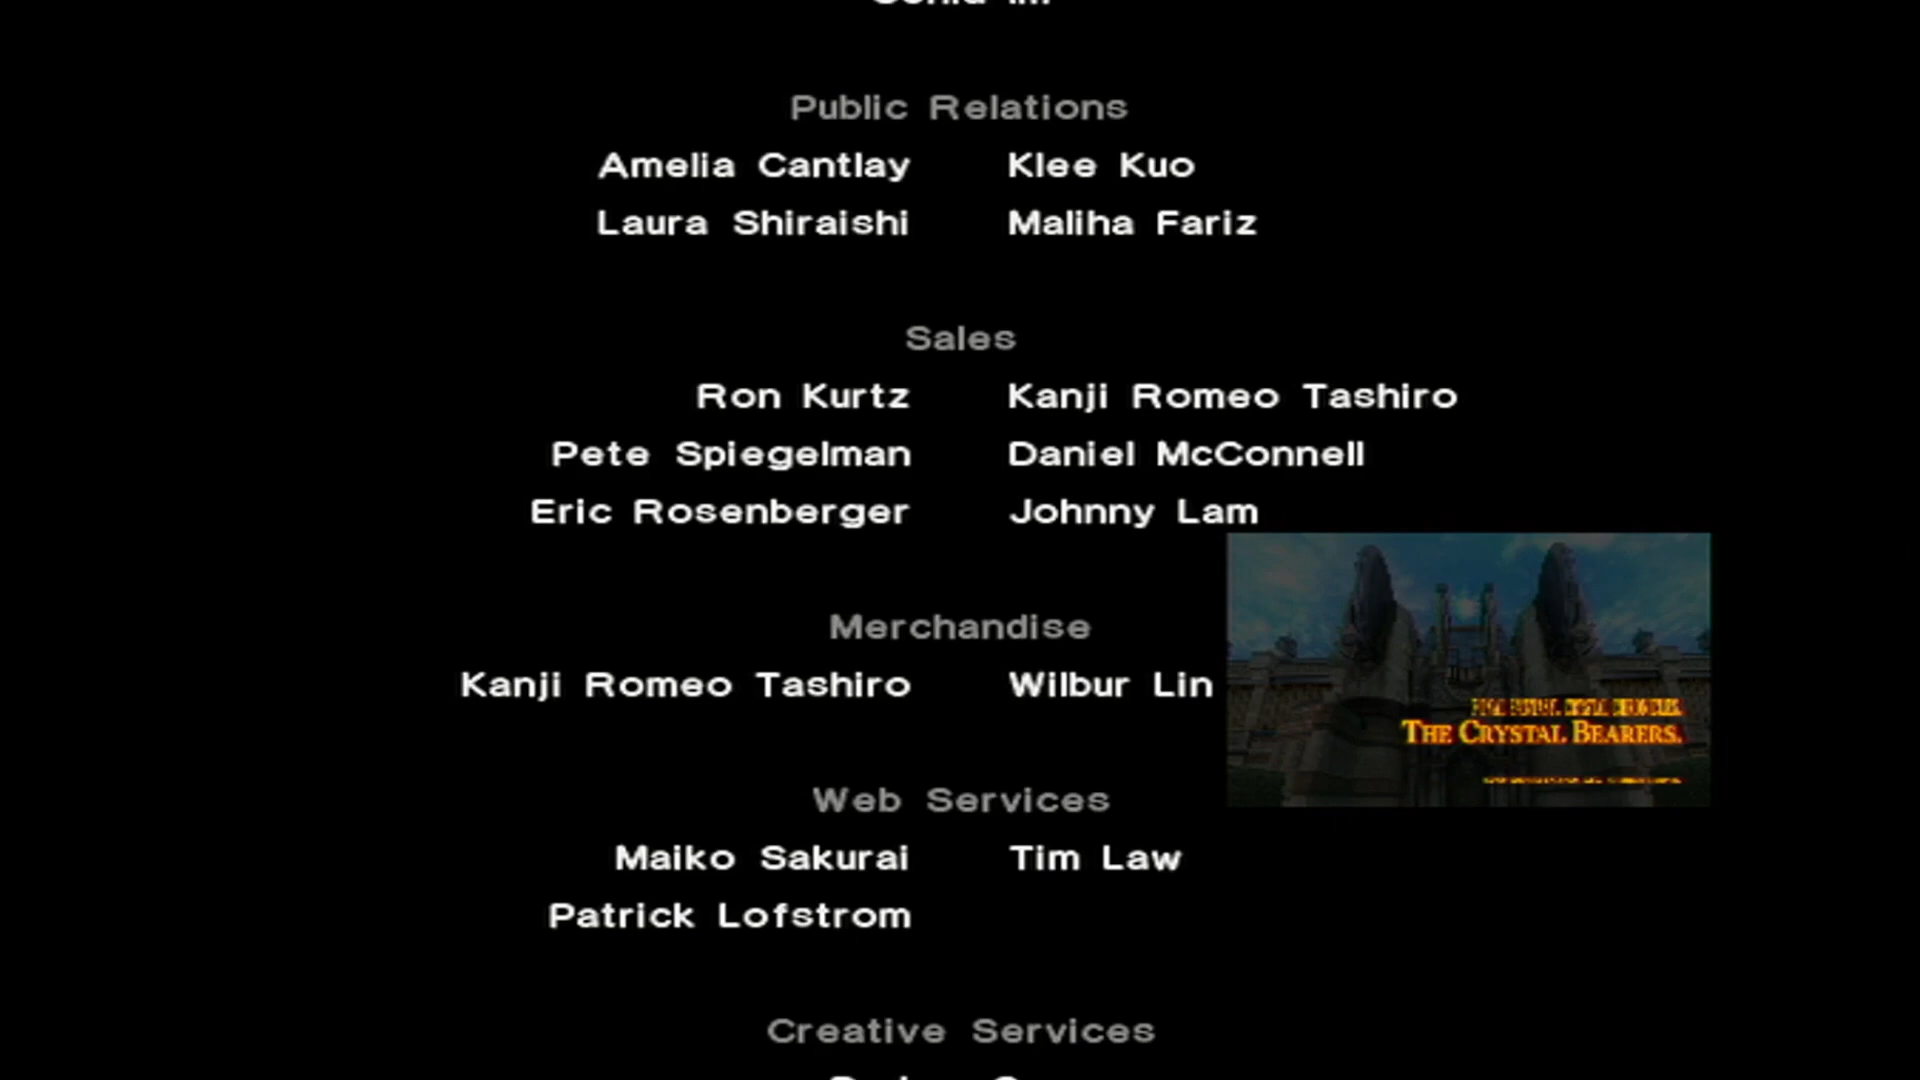 Public Relations
Amelia Cantlay Klee Kuo
Laura Shiraishi Maliha Fariz
Sales
Ron Kurtz Kanji Romeo Tashiro
Pete Spiegelman Daniel McConnell
Eric Rosenberger Johnny Lam
Merchandise
Kanji Romeo Tashiro Wilbur Lin
THE CRYSTAL BEARERS.
Web Services
Maiko Sakurai Tim Law
Patrick Lofstrom
Creative Services